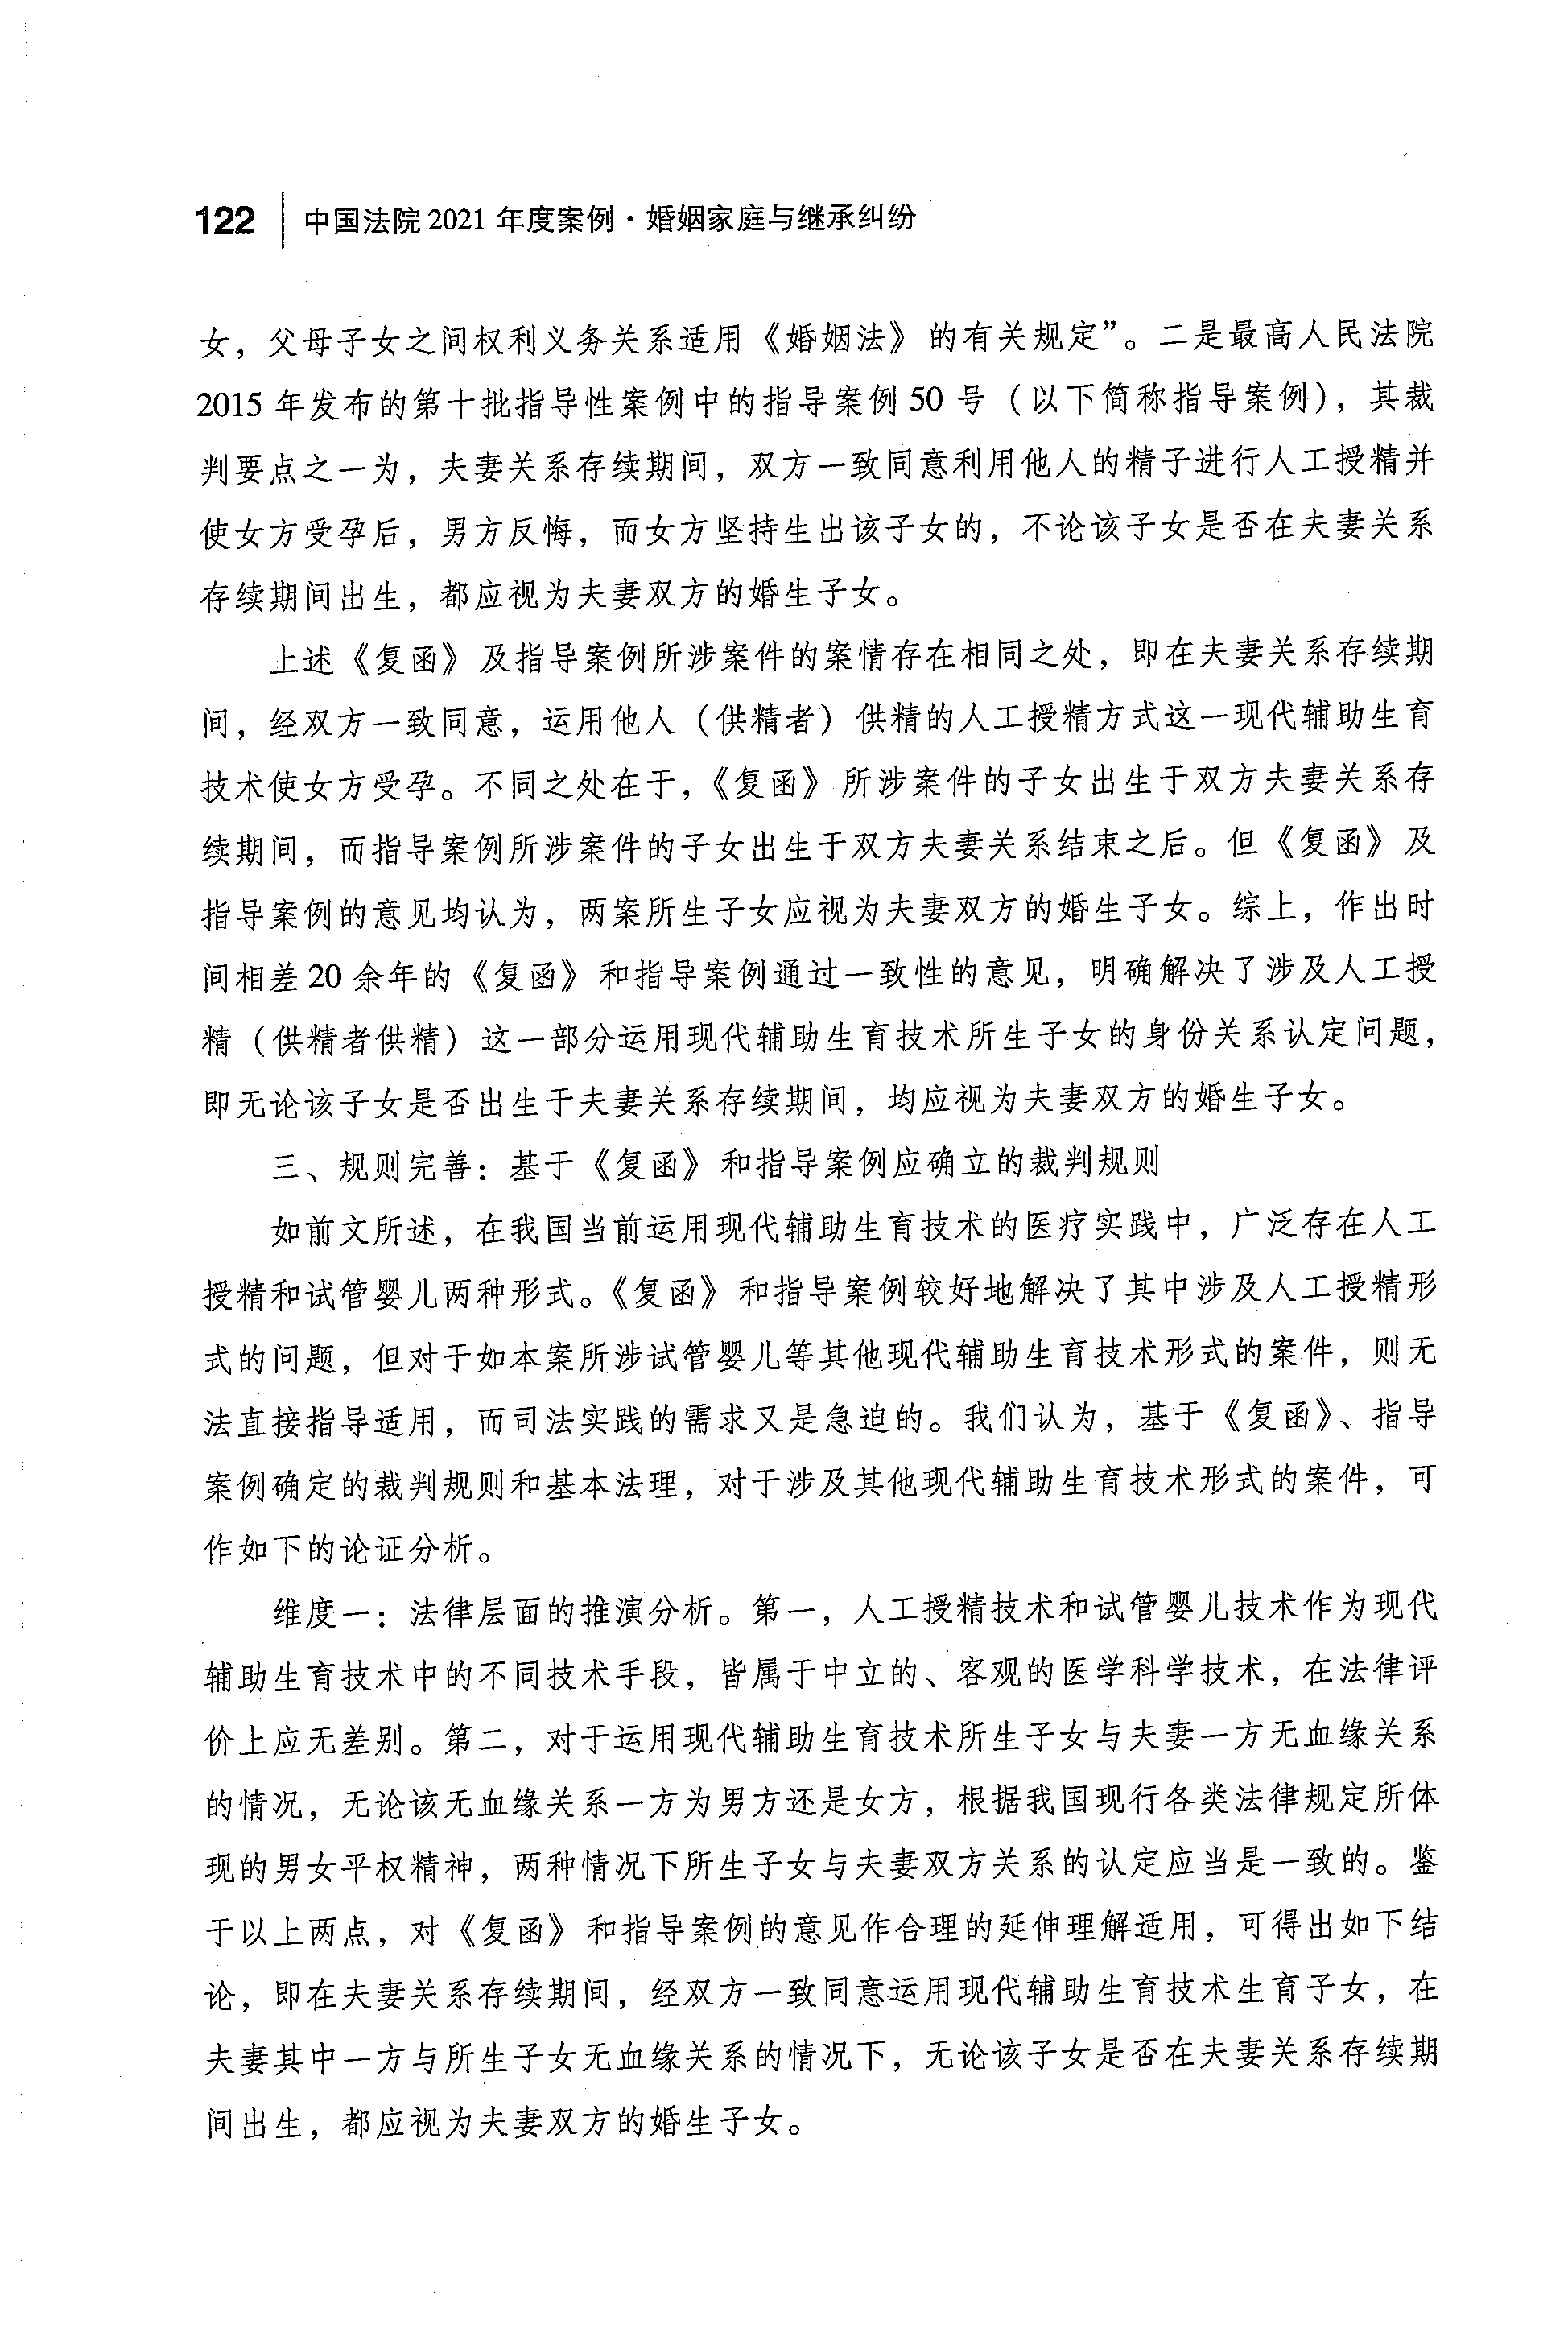 122 中国法院 2021 年度案例·婚姻家庭与继承纠纷
女，父母子女之间权利义务关系适用《婚姻法》的有关规定”。二是最高人民法院
2015 年发布的第十批指导性案例中的指导案例 50 号（以下简称指导案例），其裁
判要点之一为，夫妻关系存续期间，双方一致同意利用他人的精子进行人工授精并
使女方受孕后，男方反悔，而女方坚持生出该子女的，不论该子女是否在夫妻关系
存续期间出生，都应视为夫妻双方的婚生子女。
上述《复函》及指导案例所涉案件的案情存在相同之处，即在夫妻关系存续期
间，经双方一致同意，运用他人（供精者）供精的人工授精方式这一现代辅助生育
技术使女方受孕。不同之处在于，《复函》所涉案件的子女出生于双方夫妻关系存
续期间，而指导案例所涉案件的子女出生于双方夫妻关系结束之后。但《复函》及
指导案例的意见均认为，两案所生子女应视为夫妻双方的婚生子女。综上，作出时
间相差 20 余年的《复函》和指导案例通过一致性的意见，明确解决了涉及人工授
精（供精者供精）这一部分运用现代辅助生育技术所生子女的身份关系认定问题，
即无论该子女是否出生于夫妻关系存续期间，均应视为夫妻双方的婚生子女。
三、规则完善：基于《复函》和指导案例应确立的裁判规则
如前文所述，在我国当前运用现代辅助生育技术的医疗实践中，广泛存在人工
授精和试管婴儿两种形式。《复函》和指导案例较好地解决了其中涉及人工授精形
式的问题，但对于如本案所涉试管婴儿等其他现代辅助生育技术形式的案件，则无
法直接指导适用，而司法实践的需求又是急迫的。我们认为，基于《复函》、指导
案例确定的裁判规则和基本法理，对于涉及其他现代辅助生育技术形式的案件，可
作如下的论证分析。
维度一：法律层面的推演分析。第一，人工授精技术和试管婴儿技术作为现代
辅助生育技术中的不同技术手段，皆属于中立的、客观的医学科学技术，在法律评
价上应无差别。第二，对于运用现代辅助生育技术所生子女与夫妻一方无血缘关系
的情况，无论该无血缘关系一方为男方还是女方，根据我国现行各类法律规定所体
现的男女平权精神，两种情况下所生子女与夫妻双方关系的认定应当是一致的。鉴
于以上两点，对《复函》和指导案例的意见作合理的延伸理解适用，可得出如下结
论，即在夫妻关系存续期间，经双方一致同意运用现代辅助生育技术生育子女，在
夫妻其中一方与所生子女无血缘关系的情况下，无论该子女是否在夫妻关系存续期
间出生，都应视为夫妻双方的婚生子女。